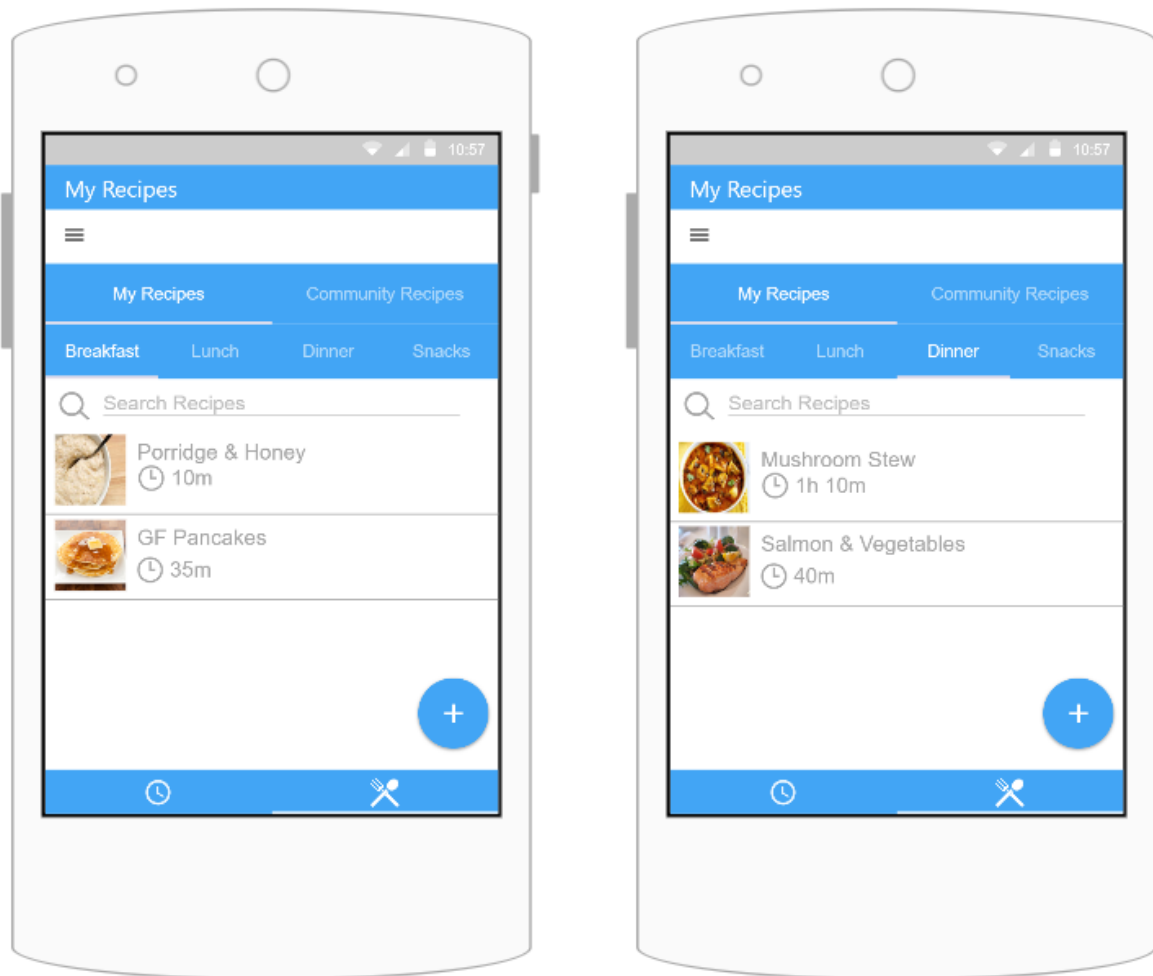 10:57
My Recipes
My Recipes Community Recipes
Breakfast Lunch Dinner Snacks
Search Recipes
Porridge & Honey
10m
GF Pancakes
35m
10:57
My Recipes
My Recipes Community Recipes
Breakfast Lunch Dinner Snacks
Search Recipes
Mushroom Stew
1h 10m
Salmon & Vegetables
40m